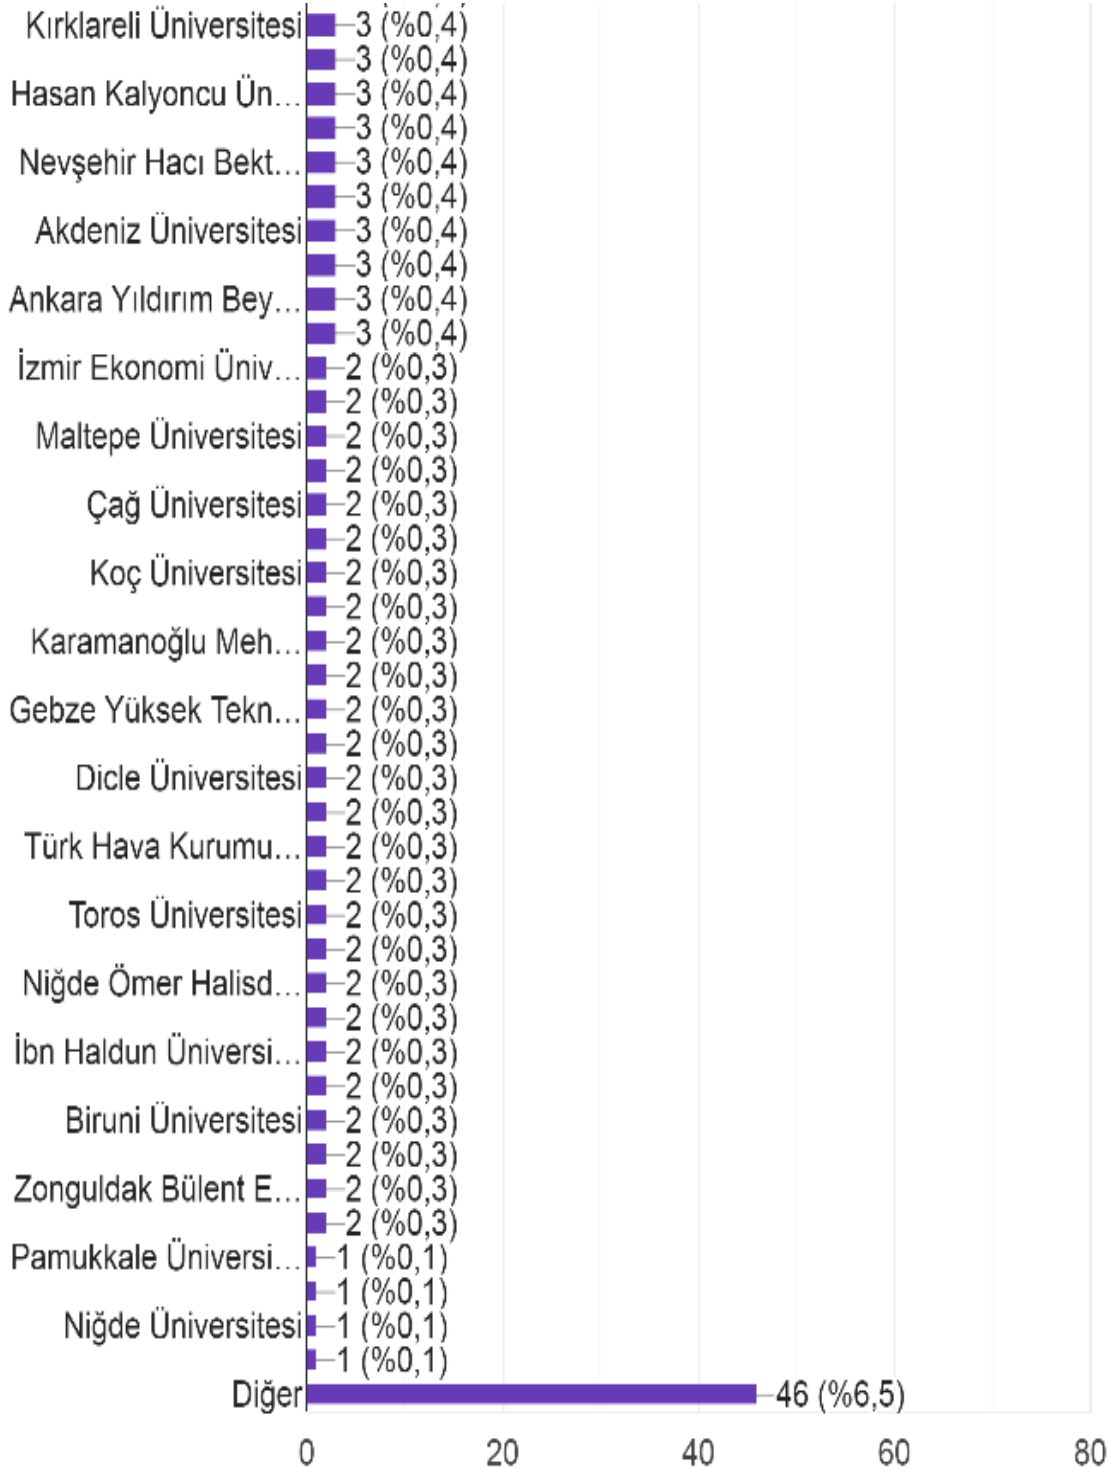 Kırklareli Üniversitesi 3 (%0,4)
3 (%0,4)
Hasan Kalyoncu Ün... 3 (%0,4)
3 (%0,4)
Nevşehir Hacı Bekt... 3 (%0,4)
3 (%0,4)
Akdeniz Üniversitesi 3 (%0,4)
3 (%0,4)
Ankara Yıldırım Bey... 3 (%0,4)
3 (%0,4)
İzmir Ekonomi Üniv... 2 (%0,3)
2 (%0,3)
Maltepe Üniversitesi 2 (%0,3)
2 (%0,3)
Çağ Üniversitesi 2 (%0,3)
2 (%0,3)
Koç Üniversitesi 2 (%0,3)
2 (%0,3)
Karamanoğlu Meh... 2 (%0,3)
2 (%0,3)
Gebze Yüksek Tekn... 2 (%0,3)
2 (%0,3)
Dicle Üniversitesi 2 (%0,3)
2 (%0,3)
Türk Hava Kurumu... 2 (%0,3)
2 (%0,3)
Toros Üniversitesi 2 (%0,3)
2 (%0,3)
Niğde Ömer Halisd... 2 (%0,3)
2 (%0,3)
İbn Haldun Üniversi... 2 (%0,3)
2 (%0,3)
Biruni Üniversitesi 2 (%0,3)
2 (%0,3)
Zonguldak Bülent E... 2 (%0,3)
2 (%0,3)
Pamukkale Üniversi... 1 (%0,1)
1 (%0,1)
Niğde Üniversitesi 1 (%0,1)
1 (%0,1)
Diğer 46 (%6,5)
0 20 40 60 80